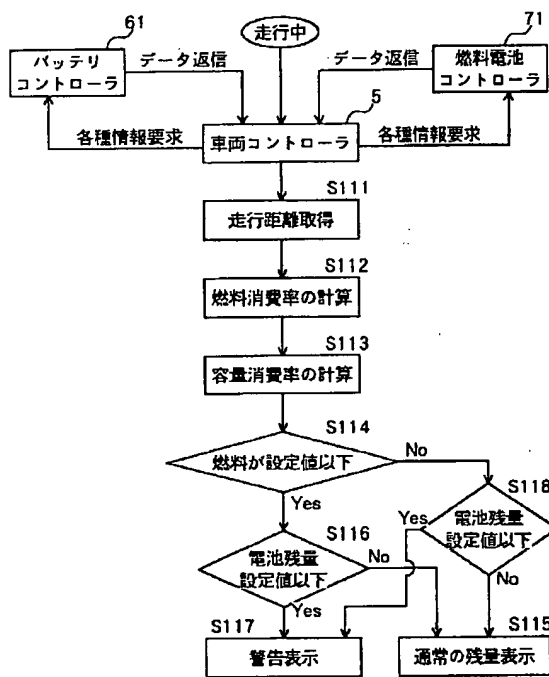 61
バッテリ
コントローラ
データ返信
走行中
データ返信
71
燃料電池
コントローラ
各種情報要求
5
車両コントローラ
各種情報要求
S111
走行距離取得
S112
燃料消費率の計算
S113
容量消費率の計算
S114
燃料が設定値以下
No
Yes
S118
電池残量
設定値以下
Yes
No
S116
電池残量
設定値以下
No
Yes
S117
警告表示
S115
通常の残量表示